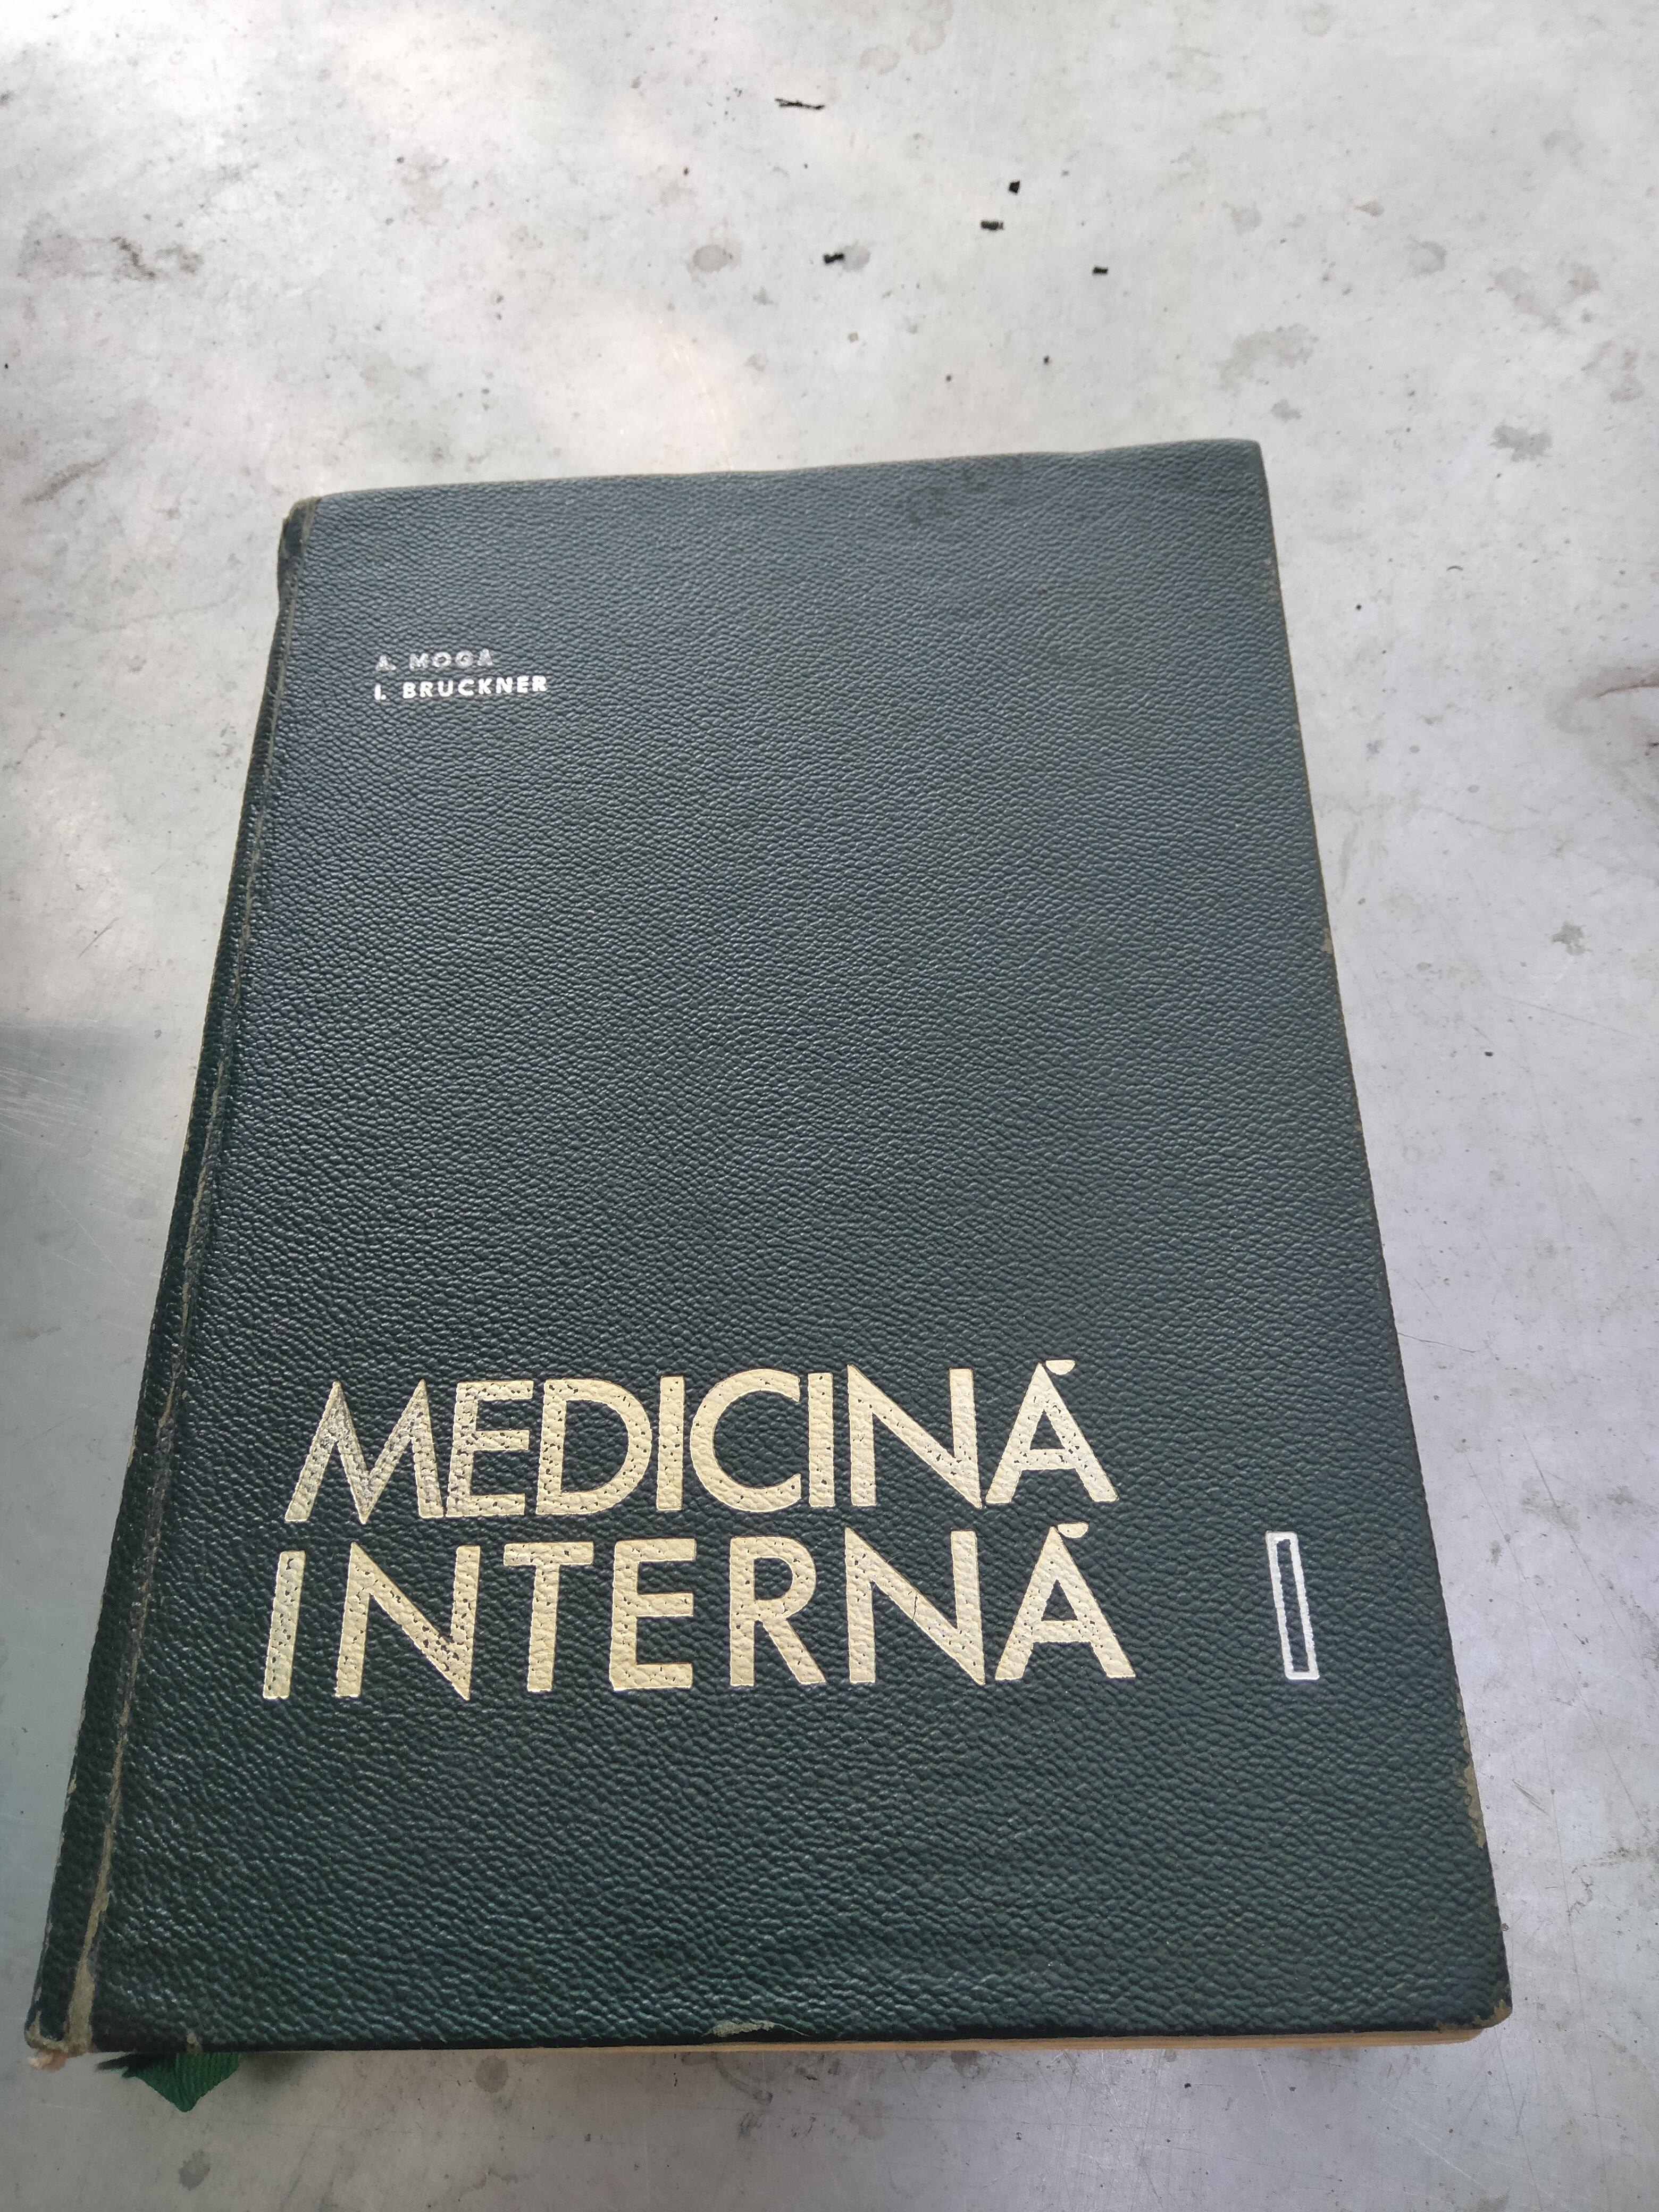 A. MOGA
I. BRUCKNER
MEDICINĂ
INTERNĂ I